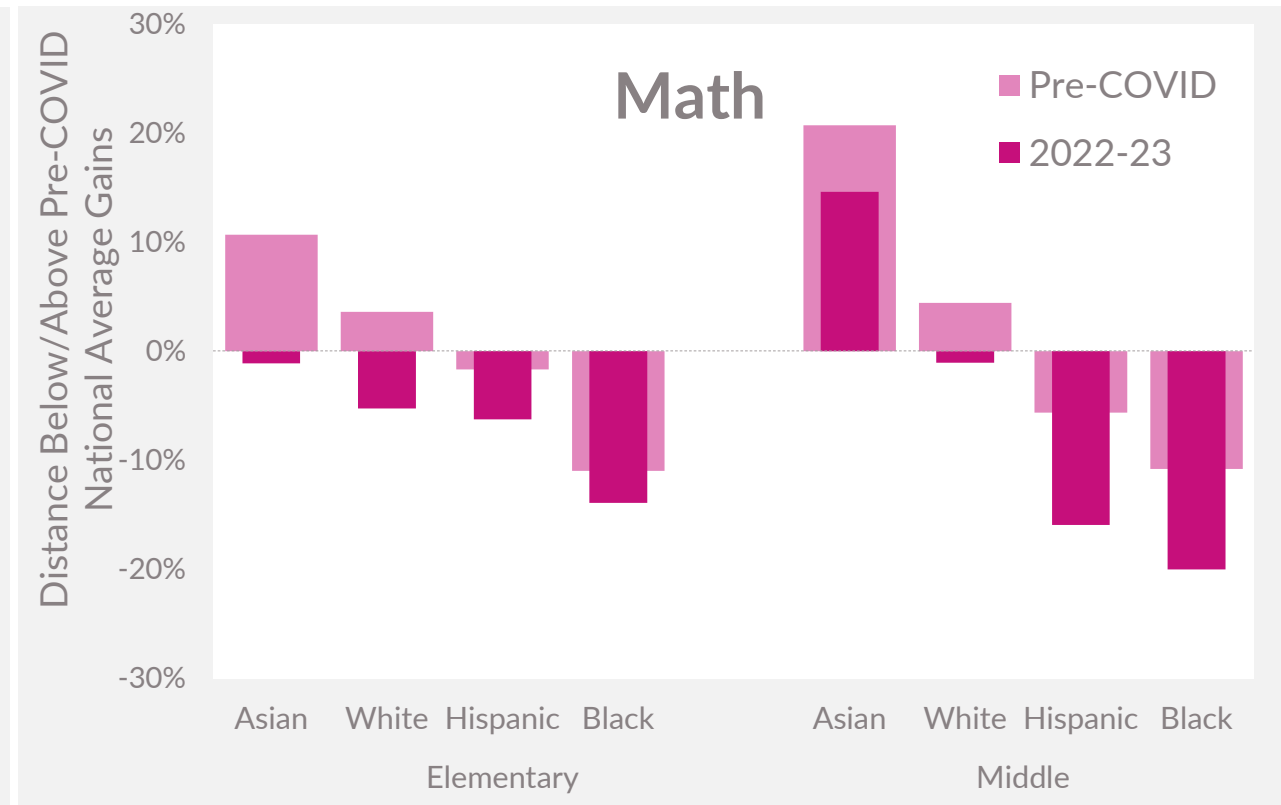 Distance Below/Above Pre-COVID
National Average Gains
30%
20%
10%
0%
-10%
-20%
-30%
Math
Pre-COVID
2022-23
Asian White Hispanic Black Asian White Hispanic Black
Elementary Middle